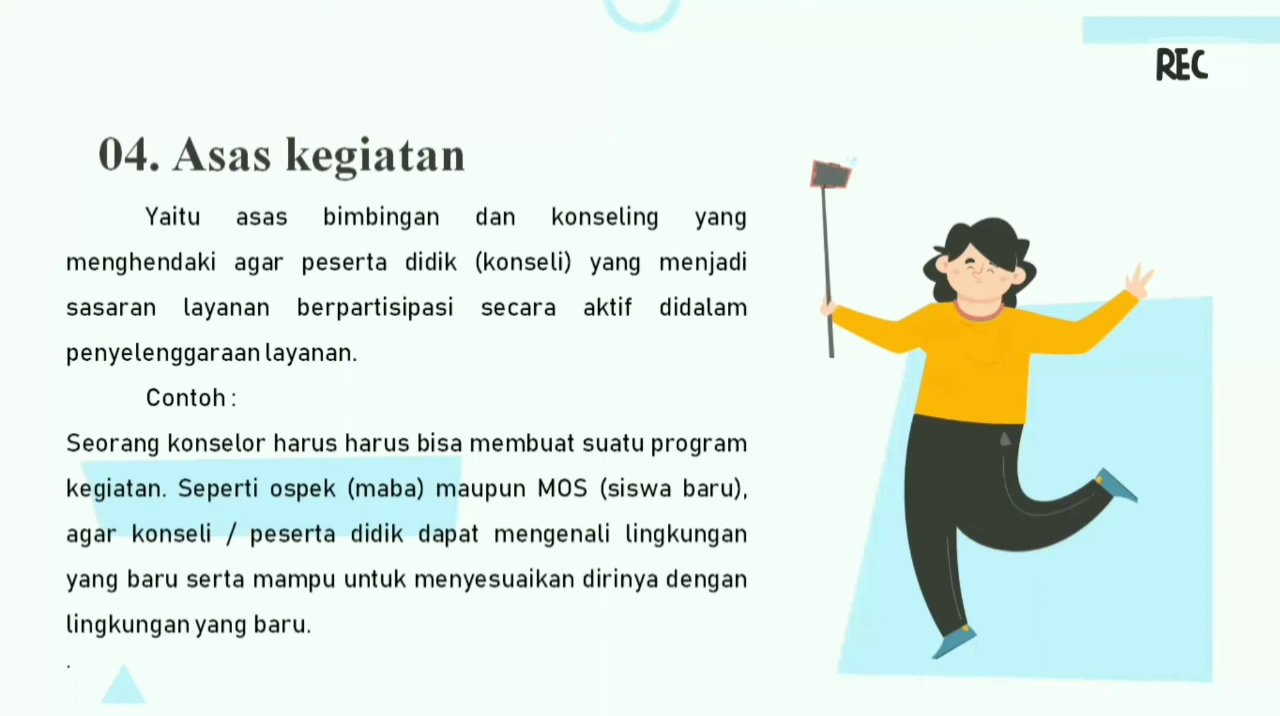 REC
04. Asas kegiatan
Yaitu asas bimbingan dan konseling yang
menghendaki agar peserta didik (konseli) yang menjadi
sasaran layanan berpartisipasi secara aktif didalam
penyelenggaraan layanan.
Contoh :
Seorang konselor harus harus bisa membuat suatu program
kegiatan. Seperti ospek (maba) maupun MOS (siswa baru),
agar konseli / peserta didik dapat mengenali lingkungan
yang baru serta mampu untuk menyesuaikan dirinya dengan
lingkungan yang baru.
.